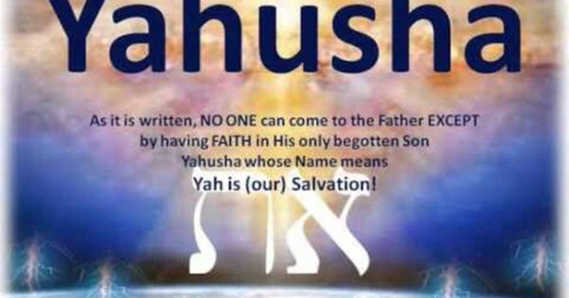 Yahusha
As it is written, NO ONE can come to the Father EXCEPT
by having FAITH in His only begotten Son
Yahusha whose Name means
Yah is (our) Salvation!
את